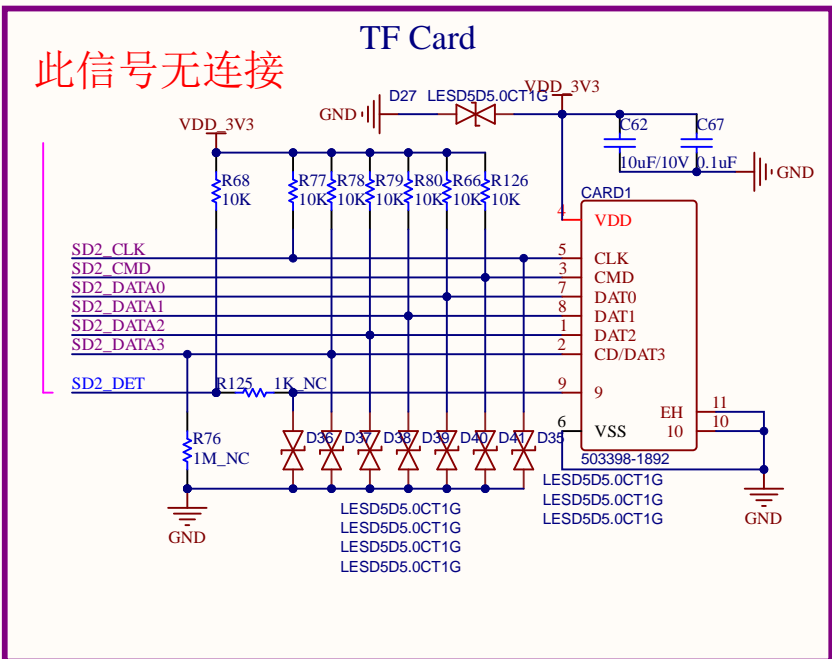 TF Card
此信号无连接
D27 LESD5D5.0CT1G
VDD_3V3
GND
VDD_3V3
C62 C67
10uF/10V 0.1uF
GND
R68 R77 R78 R79 R80 R66 R126
10K 10K 10K 10K 10K 10K 10K
CARD1
4 VDD
SD2_CLK 5 CLK
SD2_CMD 3 CMD
SD2_DATA0 7 DAT0
SD2_DATA1 8 DAT1
SD2_DATA2 1 DAT2
SD2_DATA3 2 CD/DAT3
SD2_DET R125 1K_NC 9 9
EH 11
6 VSS 10 10
R76 D36 D37 D38 D39 D40 D41 D35
1M_NC
503398-1892
LESD5D5.0CT1G
LESD5D5.0CT1G
LESD5D5.0CT1G
LESD5D5.0CT1G
LESD5D5.0CT1G
LESD5D5.0CT1G
LESD5D5.0CT1G
GND
GND